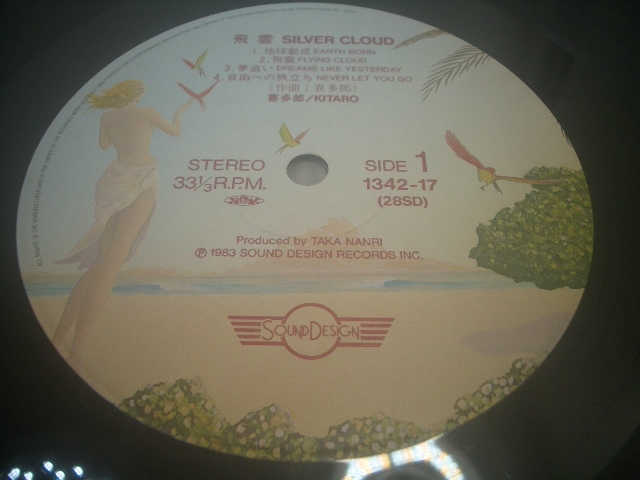 飛雲 SILVER CLOUD
1. 地球創成 EARTH BORN
2. 飛雲 FLYING CLOUD
3. 夢追い DREAMS LIKE YESTERDAY
4. 自由への旅立ち NEVER LET YOU GO
(作曲：喜多郎)
喜多郎/KITARO
STEREO
33⅓R.P.M.
SIDE 1
1342-17
(28SD)
Produced by TAKA NANRI
Ⓟ 1983 SOUND DESIGN RECORDS INC.
SOUNDDESIGN